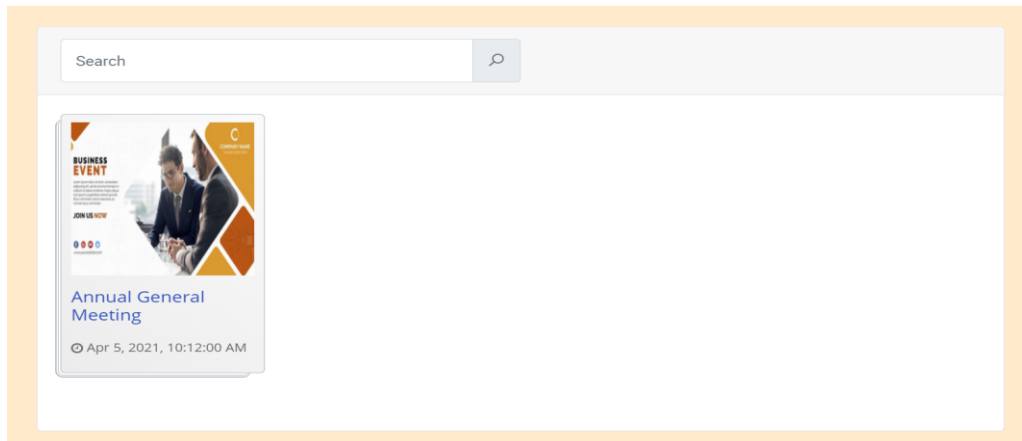 Search
BUSINESS
EVENT
JOIN US NOW
COMPANY NAME
Annual General
Meeting
Apr 5, 2021, 10:12:00 AM